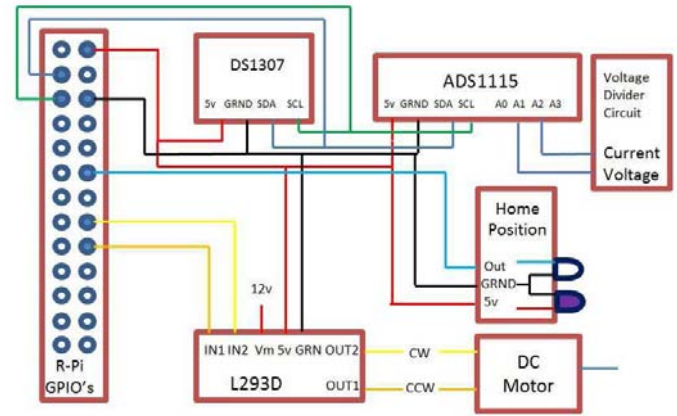 DS1307
5v GRND SDA SCL
ADS1115
5v GRND SDA SCL A0 A1 A2 A3
Voltage
Divider
Circuit
Current
Voltage
Home
Position
Out
GRND
5v
12v
IN1 IN2 Vm 5v GRN OUT2
L293D
OUT1
CW
CCW
DC
Motor
R-Pi
GPIO's